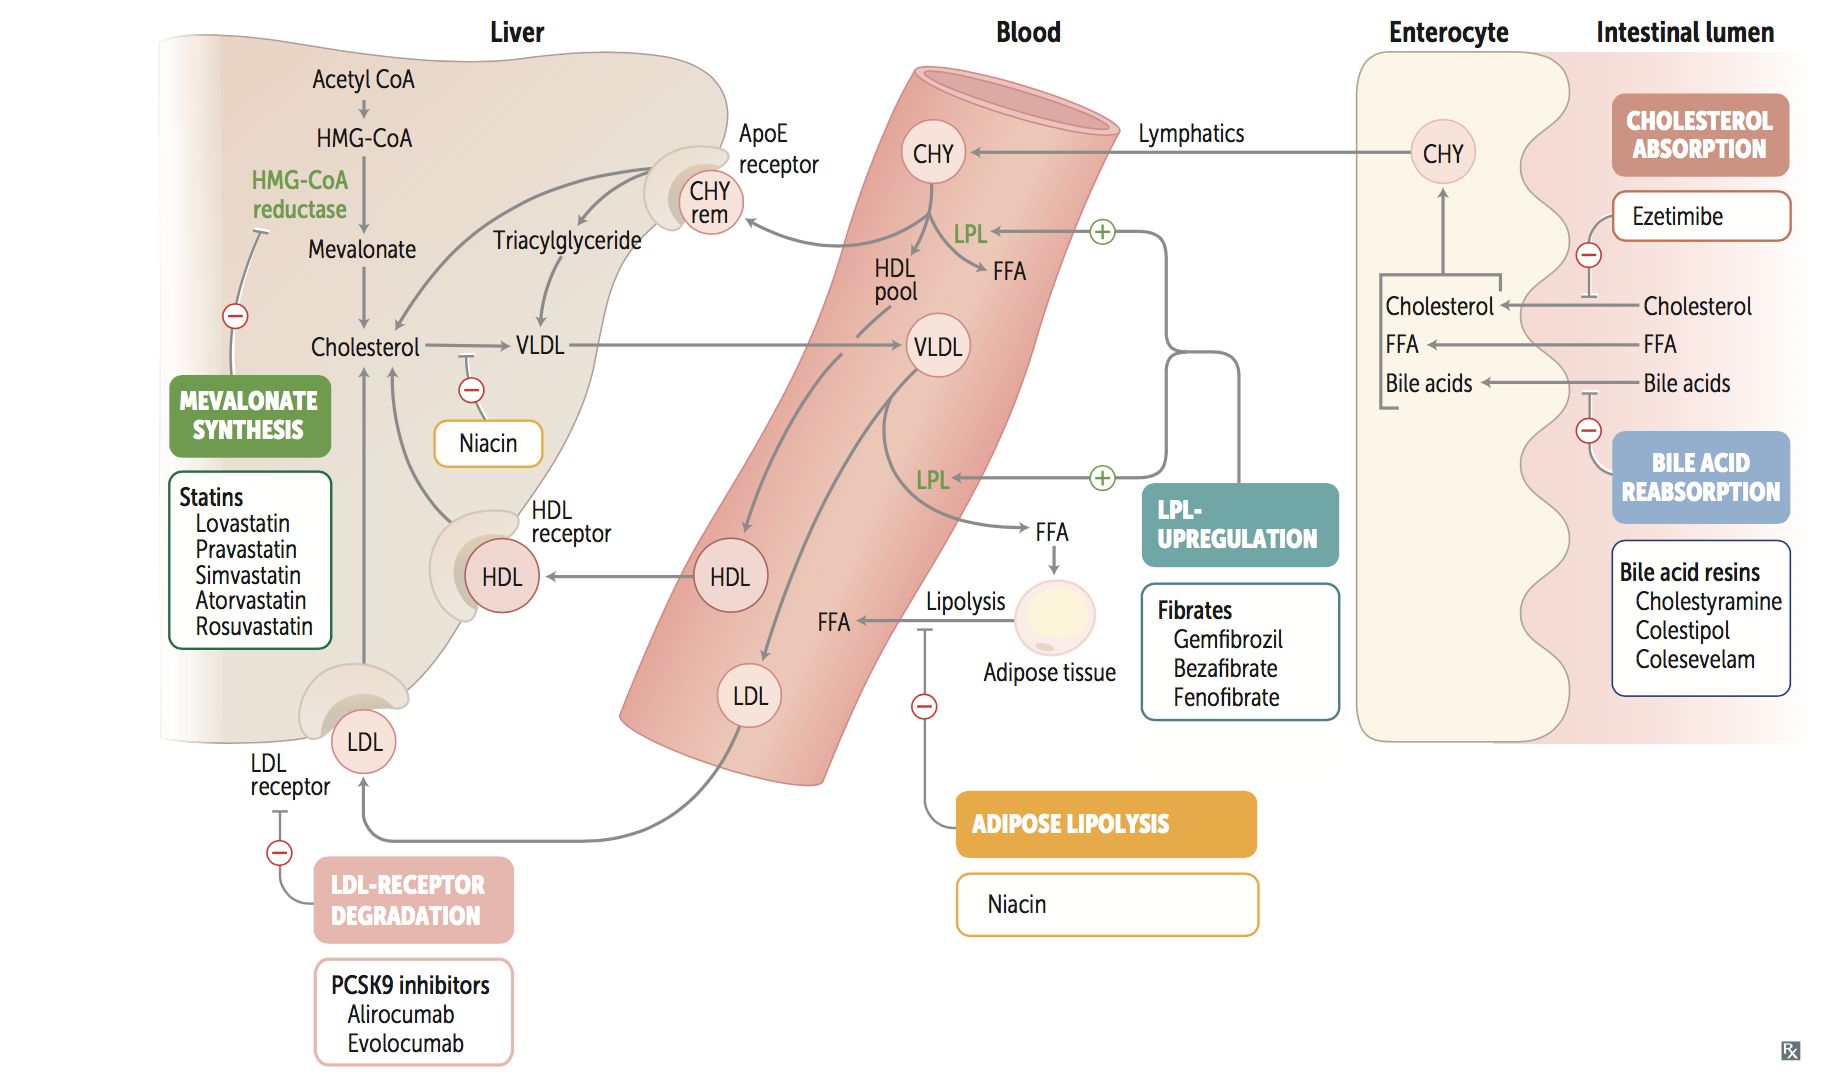 Liver
Blood
Enterocyte
Intestinal lumen
Acetyl CoA
HMG-CoA
HMG-CoA
reductase
Mevalonate
Cholesterol
Triacylglyceride
VLDL
ApoE
receptor
CHY
rem
MEVALONATE
SYNTHESIS
Statins
Lovastatin
Pravastatin
Simvastatin
Atorvastatin
Rosuvastatin
Niacin
HDL
receptor
HDL
LDL
LDL
receptor
LDL-RECEPTOR
DEGRADATION
PCSK9 inhibitors
Alirocumab
Evolocumab
CHY
LPL
HDL
pool
FFA
VLDL
LPL
HDL
LDL
FFA
FFA
Lipolysis
Adipose tissue
Lymphatics
LPL-
UPREGULATION
Fibrates
Gemfibrozil
Bezafibrate
Fenofibrate
ADIPOSE LIPOLYSIS
Niacin
CHY
Cholesterol
FFA
Bile acids
CHOLESTEROL
ABSORPTION
Ezetimibe
Cholesterol
FFA
Bile acids
BILE ACID
REABSORPTION
Bile acid resins
Cholestyramine
Colestipol
Colesevelam
Rx